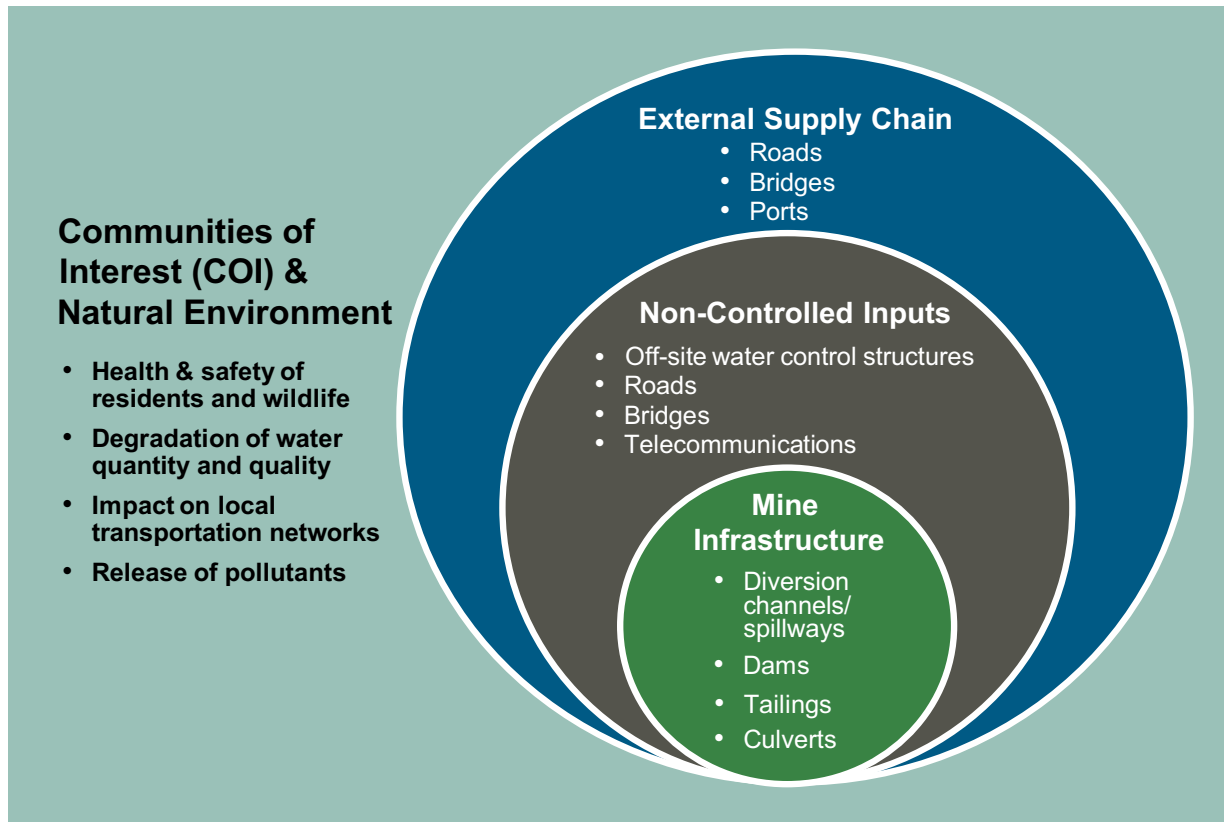 External Supply Chain
• Roads
• Bridges
• Ports
Communities of
Interest (COI) &
Natural Environment
• Health & safety of
residents and wildlife
• Degradation of water
quantity and quality
• Impact on local
transportation networks
• Release of pollutants
Non-Controlled Inputs
• Off-site water control structures
• Roads
• Bridges
• Telecommunications
Mine
Infrastructure
• Diversion
channels/
spillways
• Dams
• Tailings
• Culverts